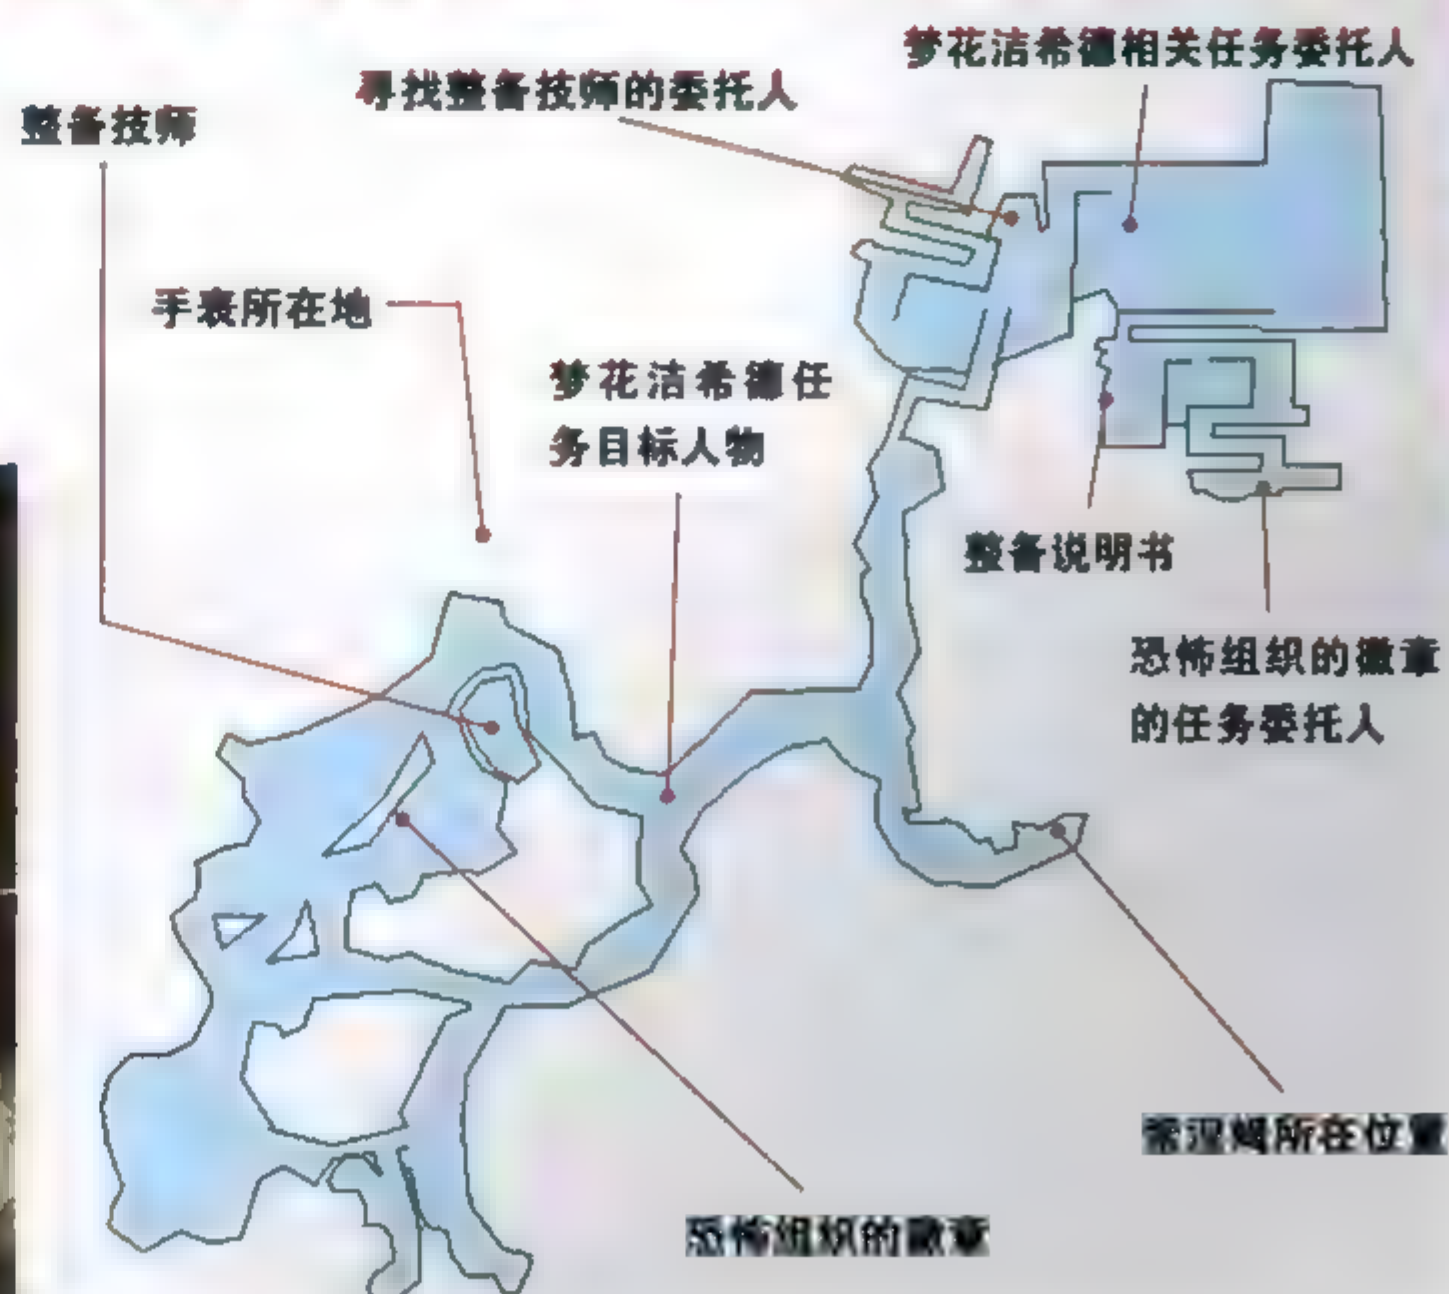 梦花洁希德相关任务委托人
寻找整备技师的委托人
整备技师
手表所在地
梦花洁希德任
务目标人物
整备说明书
恐怖组织的徽章
的任务委托人
所在位置
恐怖组织的徽章